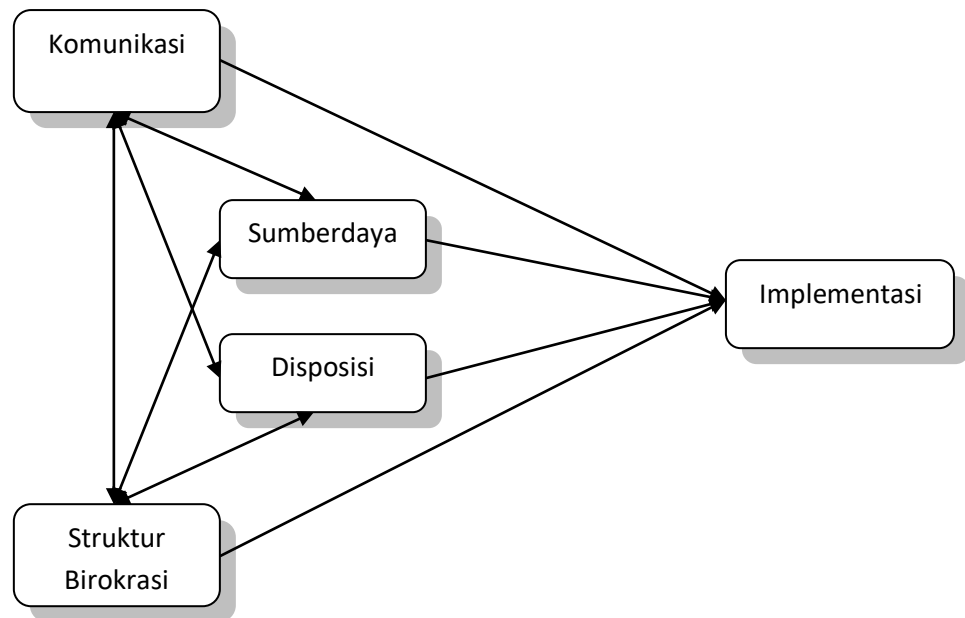 Komunikasi
Sumberdaya
Implementasi
Disposisi
Struktur
Birokrasi